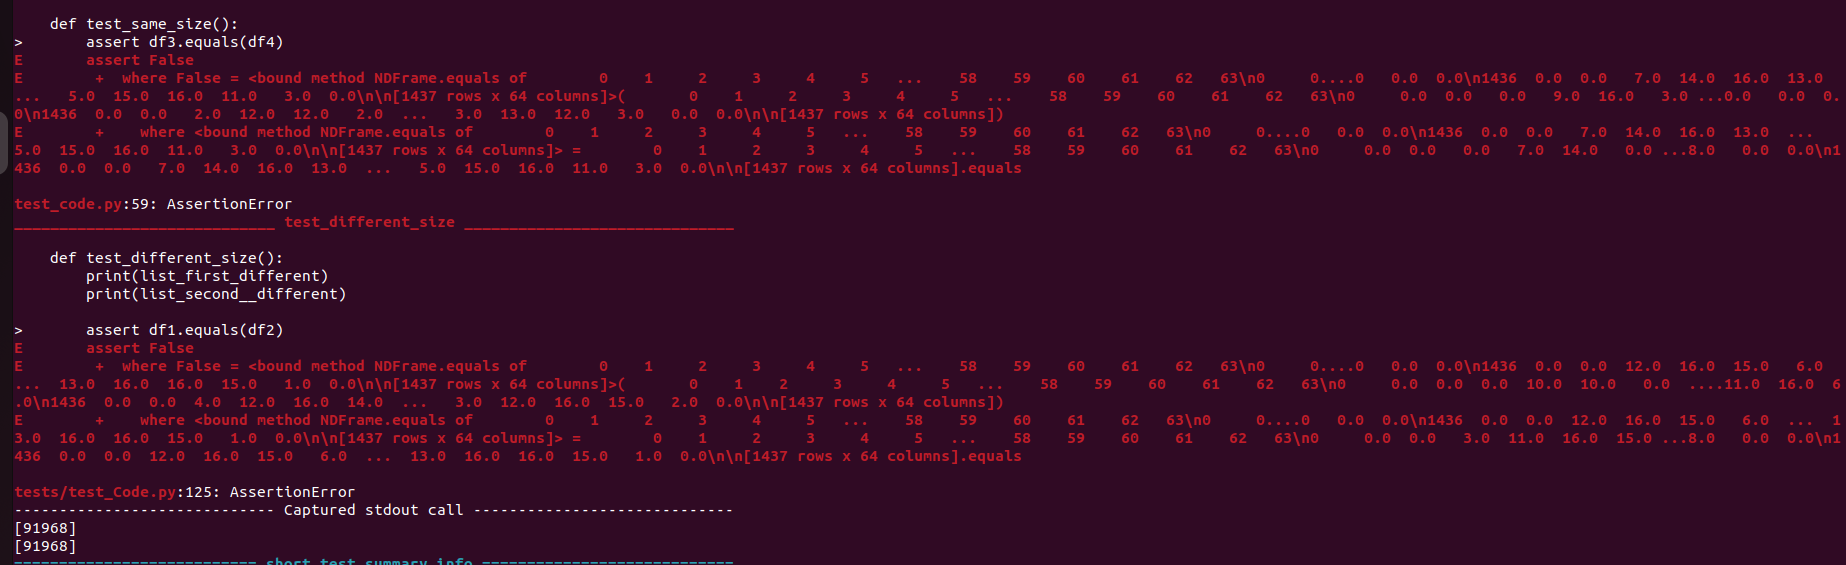 def test_same_size():
>       assert df3.equals(df4)
E       assert False
E        +  where False = <bound method NDFrame.equals of        0    1     2     3     4     5  ...    58    59    60    61    62   63\n0     0....0   0.0  0.0\n1436  0.0  0.0   7.0  14.0  16.0  13.0
...   5.0  15.0  16.0  11.0   3.0  0.0\n\n[1437 rows x 64 columns]>(       0    1     2     3     4     5  ...    58    59    60    61    62   63\n0     0.0  0.0   0.0   9.0  16.0   3.0 ...0.0   0.0  0.
0\n1436  0.0  0.0   2.0  12.0  12.0   2.0  ...   3.0  13.0  12.0   3.0   0.0  0.0\n\n[1437 rows x 64 columns])
E        +    where <bound method NDFrame.equals of        0    1     2     3     4     5  ...    58    59    60    61    62   63\n0     0....0   0.0  0.0\n1436  0.0  0.0   7.0  14.0  16.0  13.0  ...
5.0  15.0  16.0  11.0   3.0  0.0\n\n[1437 rows x 64 columns]> =        0    1     2     3     4     5  ...    58    59    60    61    62   63\n0     0.0  0.0   0.0   7.0  14.0   0.0 ...8.0   0.0  0.0\n1
436  0.0  0.0   7.0  14.0  16.0  13.0  ...   5.0  15.0  16.0  11.0   3.0  0.0\n\n[1437 rows x 64 columns].equals
test_code.py:59: AssertionError
_____________________________ test_different_size ______________________________
def test_different_size():
print(list_first_different)
print(list_second__different)
>       assert df1.equals(df2)
E       assert False
E        +  where False = <bound method NDFrame.equals of        0    1     2     3     4     5  ...    58    59    60    61    62   63\n0     0....0   0.0  0.0\n1436  0.0  0.0  12.0  16.0  15.0   6.0
...  13.0  16.0  16.0  15.0   1.0  0.0\n\n[1437 rows x 64 columns]>(       0    1    2     3     4     5  ...    58    59    60    61    62   63\n0     0.0  0.0  0.0  10.0  10.0   0.0  ....11.0  16.0  6
.0\n1436  0.0  0.0  4.0  12.0  16.0  14.0  ...   3.0  12.0  16.0  15.0   2.0  0.0\n\n[1437 rows x 64 columns])
E        +    where <bound method NDFrame.equals of        0    1     2     3     4     5  ...    58    59    60    61    62   63\n0     0....0   0.0  0.0\n1436  0.0  0.0  12.0  16.0  15.0   6.0  ...  1
3.0  16.0  16.0  15.0   1.0  0.0\n\n[1437 rows x 64 columns]> =        0    1     2     3     4     5  ...    58    59    60    61    62   63\n0     0.0  0.0   3.0  11.0  16.0  15.0 ...8.0   0.0  0.0\n1
436  0.0  0.0  12.0  16.0  15.0   6.0  ...  13.0  16.0  16.0  15.0   1.0  0.0\n\n[1437 rows x 64 columns].equals
tests/test_Code.py:125: AssertionError
----------------------------- Captured stdout call -----------------------------
[91968]
[91968]
=========================== short test summary info ============================